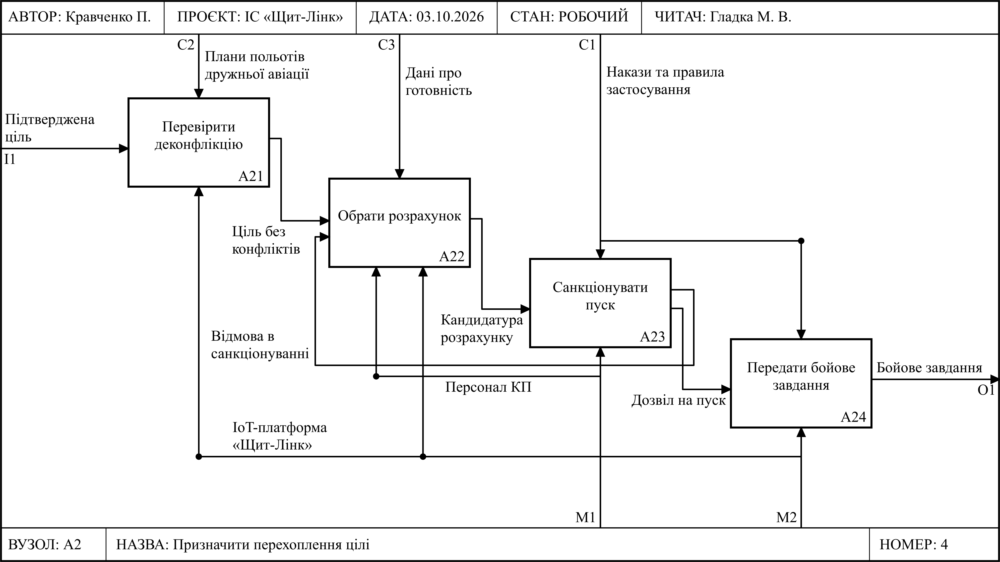 АВТОР: Кравченко П.
ПРОЄКТ: ІС «Щит-Лінк»
ДАТА: 03.10.2026
СТАН: РОБОЧИЙ
ЧИТАЧ: Гладка М. В.
C2
Плани польотів
дружньої авіації
C3
Дані про
готовність
C1
Накази та правила
застосування
Підтверджена
ціль
I1
Перевірити
деконфлікцію
A21
Ціль без
конфліктів
Обрати розрахунок
A22
Кандидатура
розрахунку
Санкціонувати
пуск
A23
Відмова в
санкціонуванні
Персонал КП
Дозвіл на пуск
Передати бойове
завдання
A24
Бойове завдання
O1
ІоТ-платформа
«Щит-Лінк»
M1
M2
ВУЗОЛ: A2
НАЗВА: Призначити перехоплення цілі
НОМЕР: 4